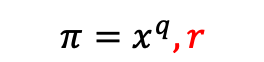 π = x^q,r